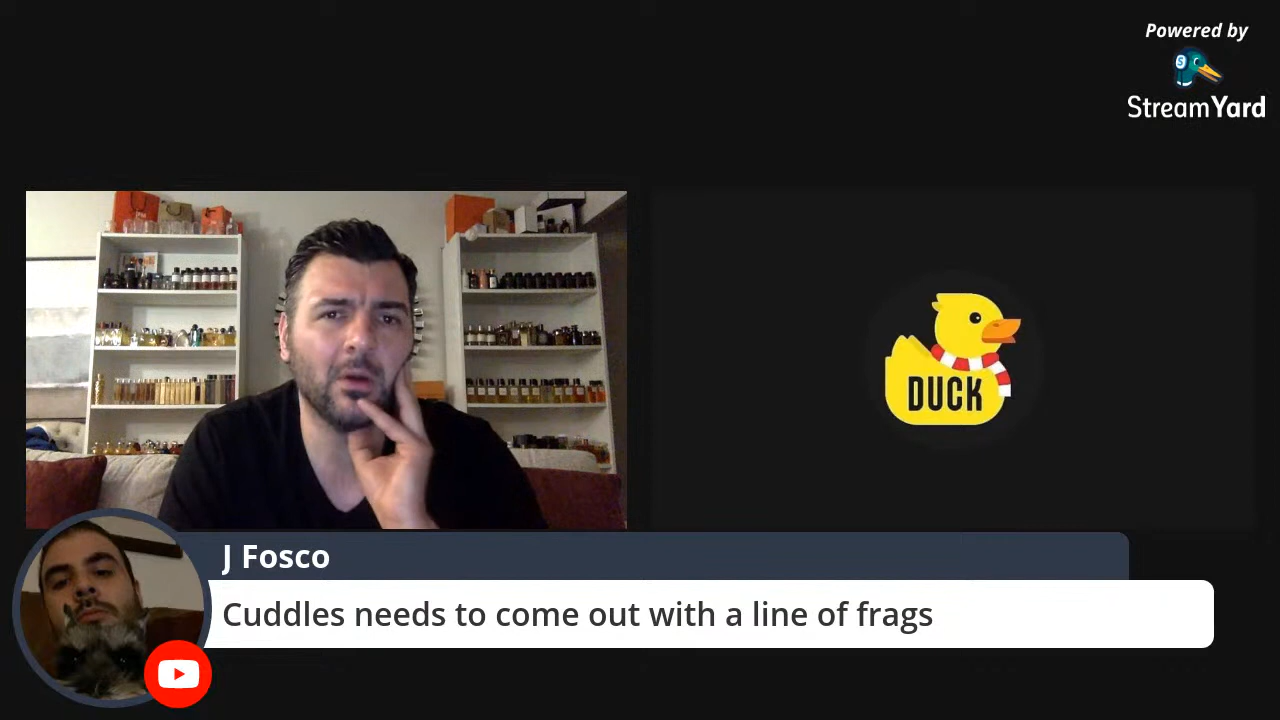 Powered by
StreamYard
DUCK
J Fosco
Cuddles needs to come out with a line of frags